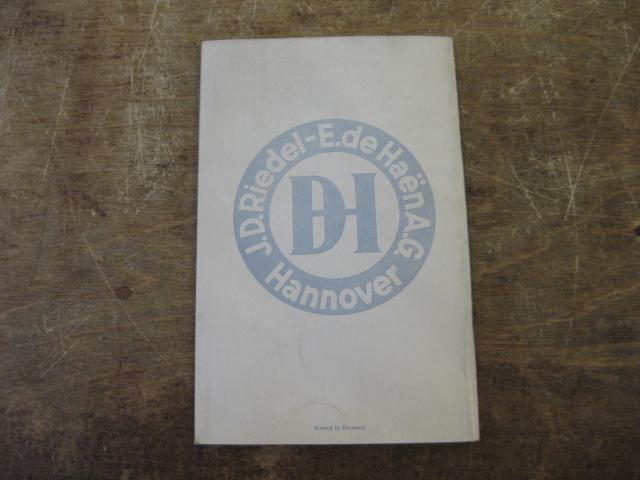 J.D.Riedel-E.de Haën A.G.
DH
Hannover
Printed in Germany